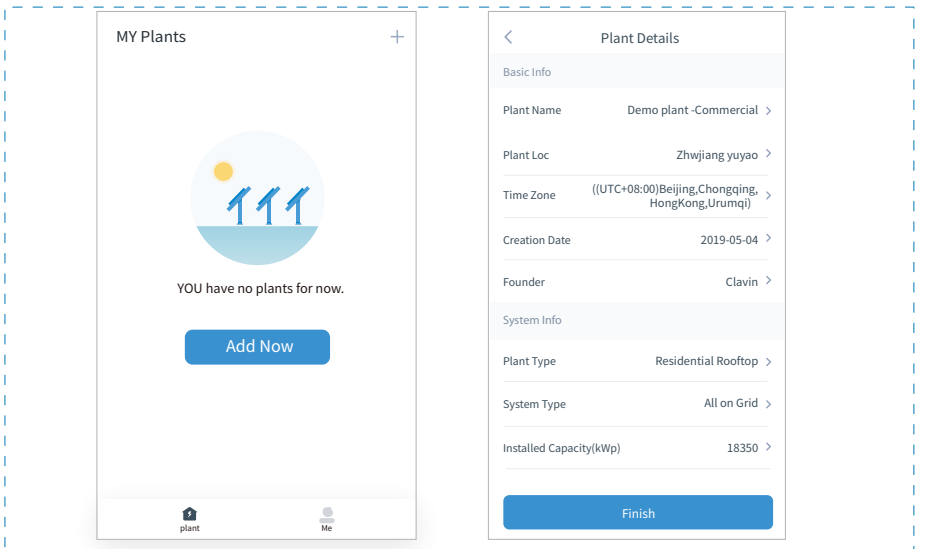 MY Plants
YOU have no plants for now.
Add Now
plant
Me
Plant Details
Basic Info
Plant Name
Demo plant -Commercial
Plant Loc
Zhwjiang yuyao
Time Zone
((UTC+08:00)Beijing,Chongqing,
HongKong,Urumqi)
Creation Date
2019-05-04
Founder
Clavin
System Info
Plant Type
Residential Rooftop
System Type
All on Grid
Installed Capacity(kWp)
18350
Finish